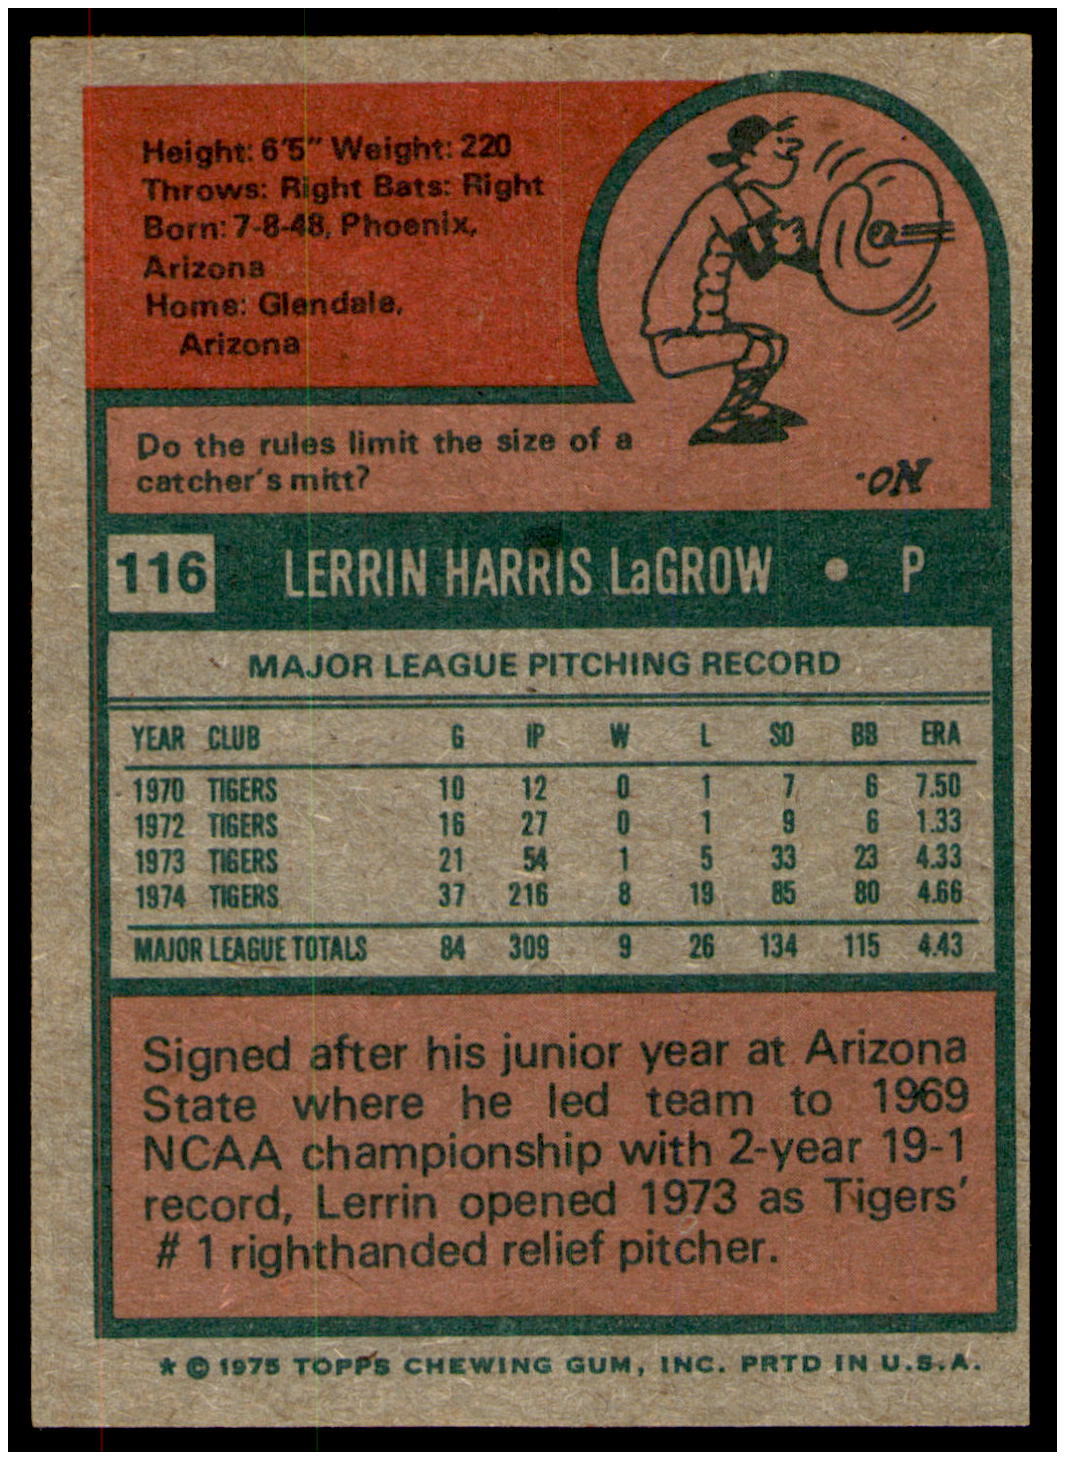 Height: 6'5" Weight: 220
Throws: Right Bats: Right
Born: 7-8-48, Phoenix,
Arizona
Home: Glendale,
Arizona
Do the rules limit the size of a
catcher's mitt?
NO.
116 LERRIN HARRIS LaGROW • P
MAJOR LEAGUE PITCHING RECORD
YEAR CLUB G IP W L SO BB ERA
1970 TIGERS 10 12 0 1 7 6 7.50
1972 TIGERS 16 27 0 1 9 6 1.33
1973 TIGERS 21 54 1 5 33 23 4.33
1974 TIGERS 37 216 8 19 85 80 4.66
MAJOR LEAGUE TOTALS 84 309 9 26 134 115 4.43
Signed after his junior year at Arizona
State where he led team to 1969
NCAA championship with 2-year 19-1
record, Lerrin opened 1973 as Tigers'
# 1 righthanded relief pitcher.
* © 1975 TOPPS CHEWING GUM, INC. PRTD IN U.S.A.